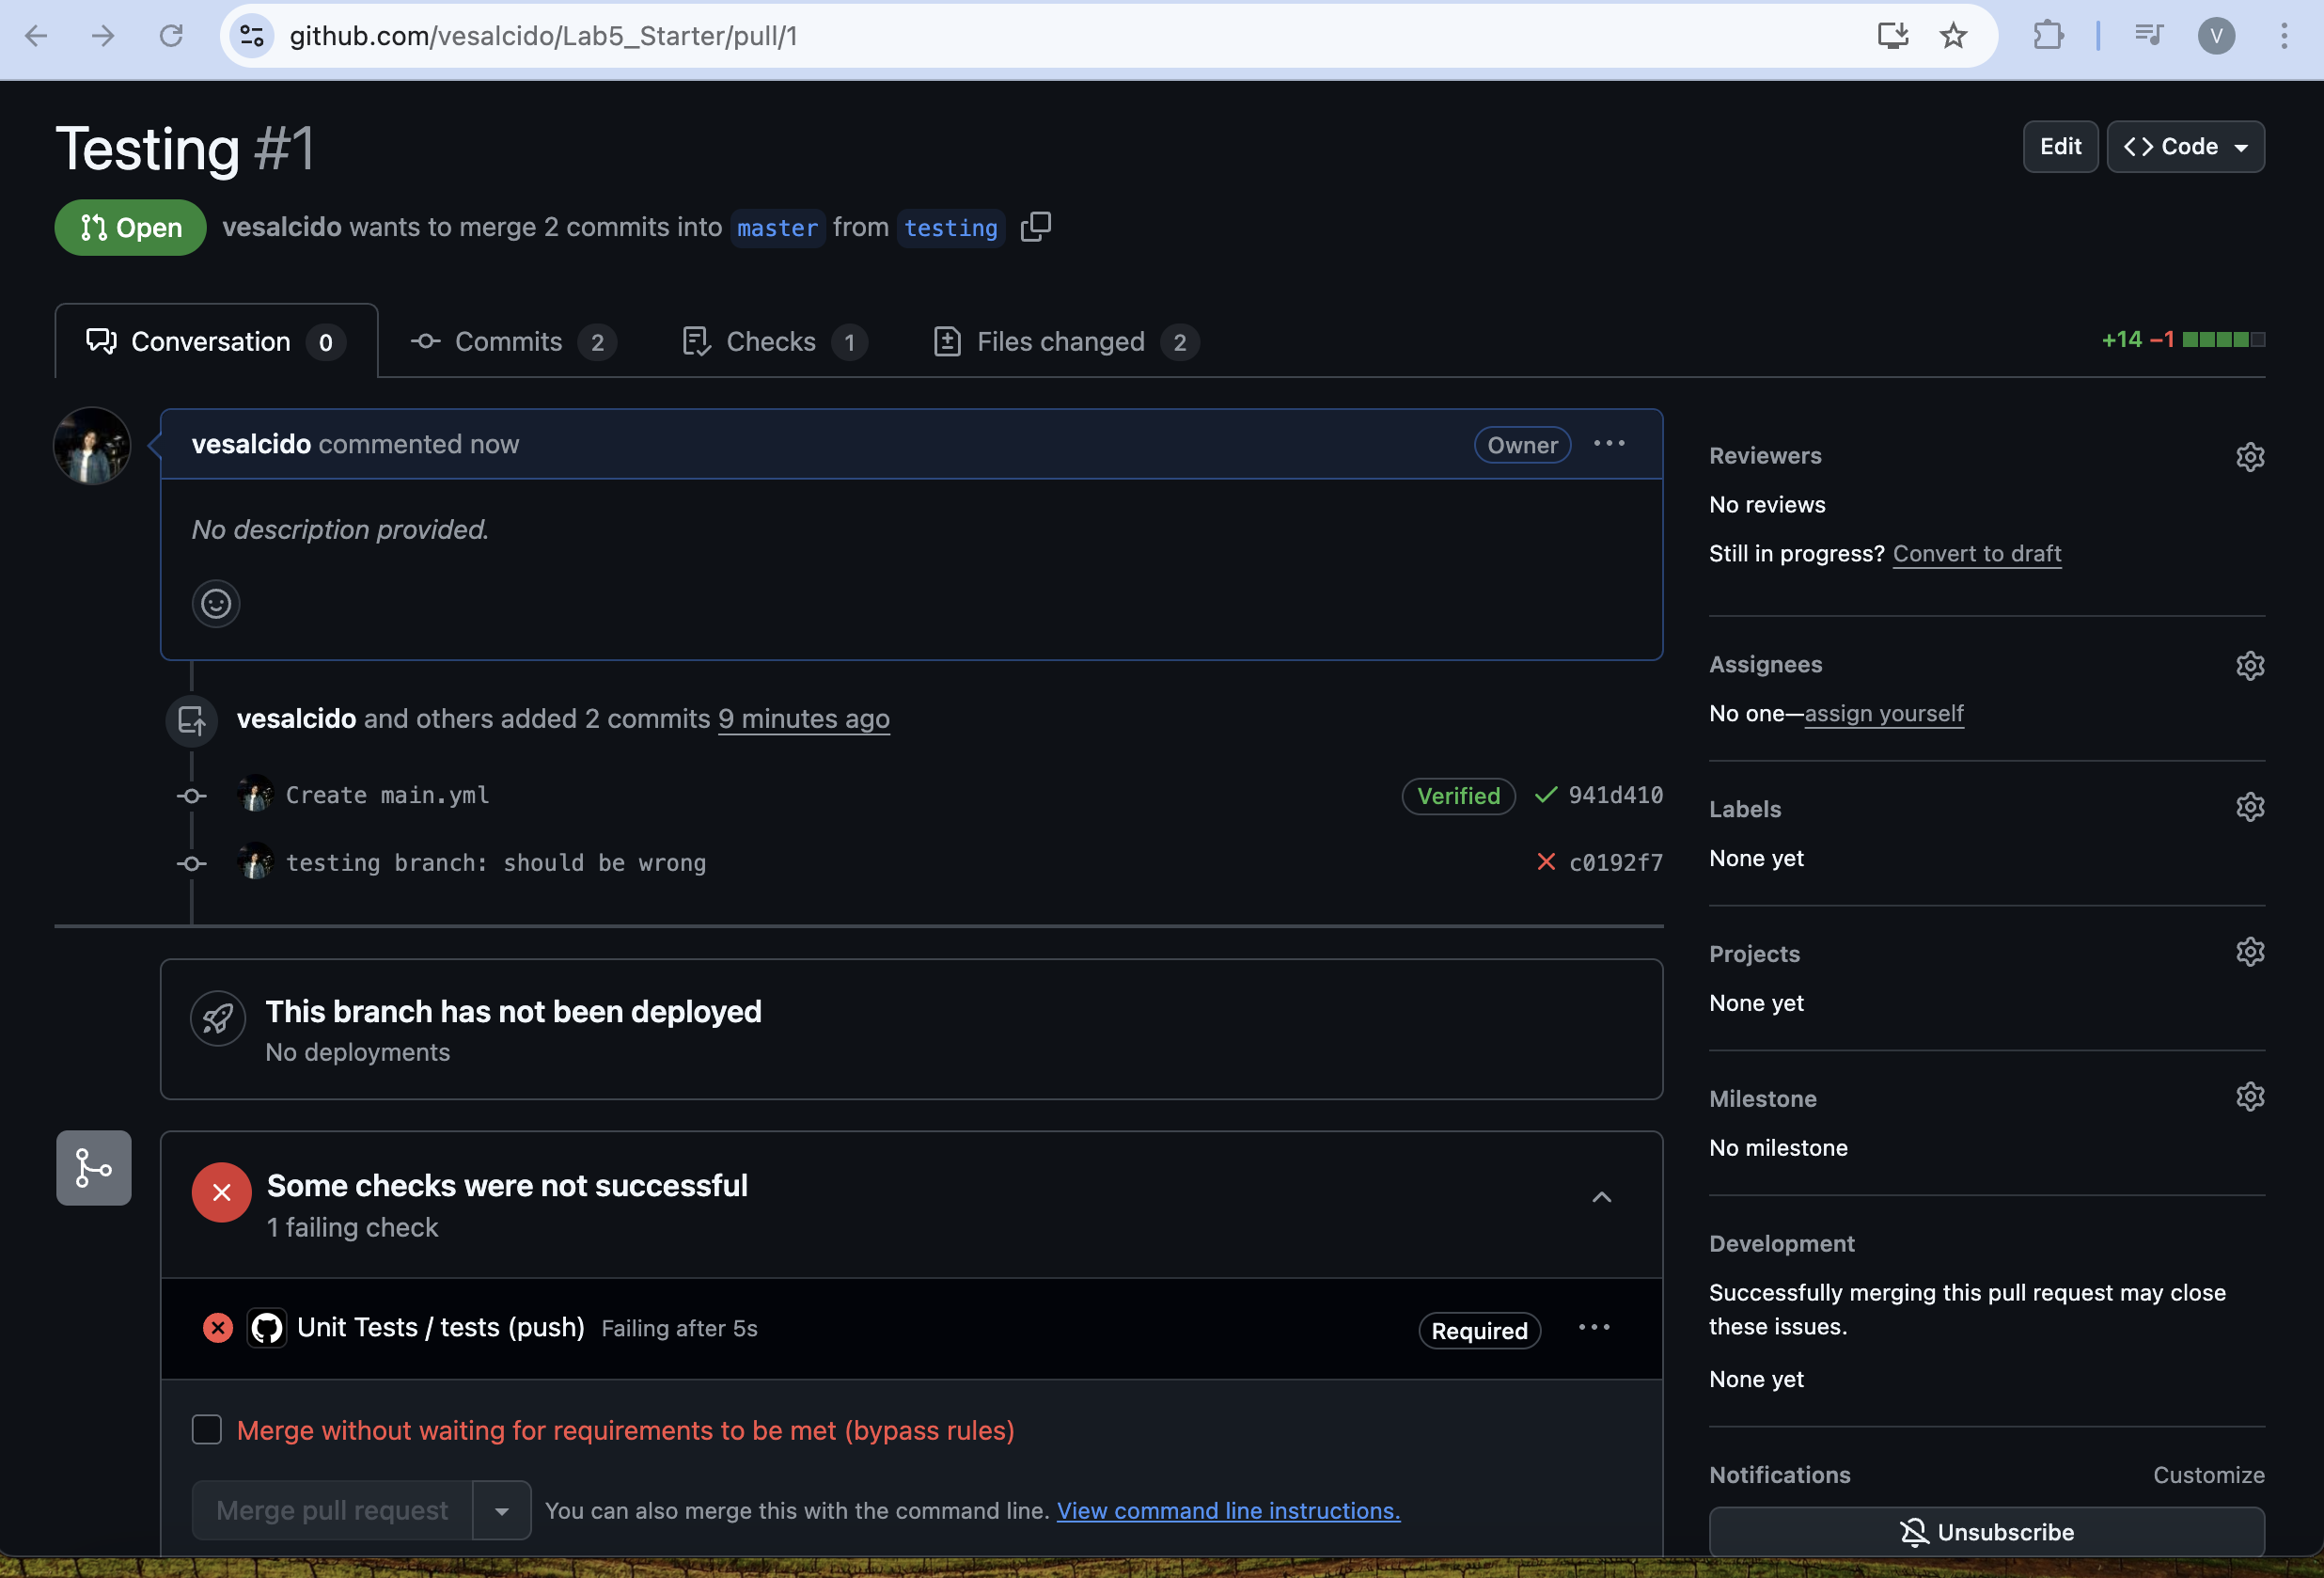 github.com/vesalcido/Lab5_Starter/pull/1
V
Testing #1
Edit
Code
Open
vesalcido wants to merge 2 commits into master from testing
Conversation 0
Commits 2
Checks 1
Files changed 2
+14 −1
vesalcido commented now
Owner
No description provided.
vesalcido and others added 2 commits 9 minutes ago
Create main.yml
Verified
941d410
testing branch: should be wrong
c0192f7
This branch has not been deployed
No deployments
Some checks were not successful
1 failing check
Unit Tests / tests (push) Failing after 5s
Required
Merge without waiting for requirements to be met (bypass rules)
Merge pull request
You can also merge this with the command line. View command line instructions.
Reviewers
No reviews
Still in progress? Convert to draft
Assignees
No one—assign yourself
Labels
None yet
Projects
None yet
Milestone
No milestone
Development
Successfully merging this pull request may close
these issues.
None yet
Notifications
Customize
Unsubscribe